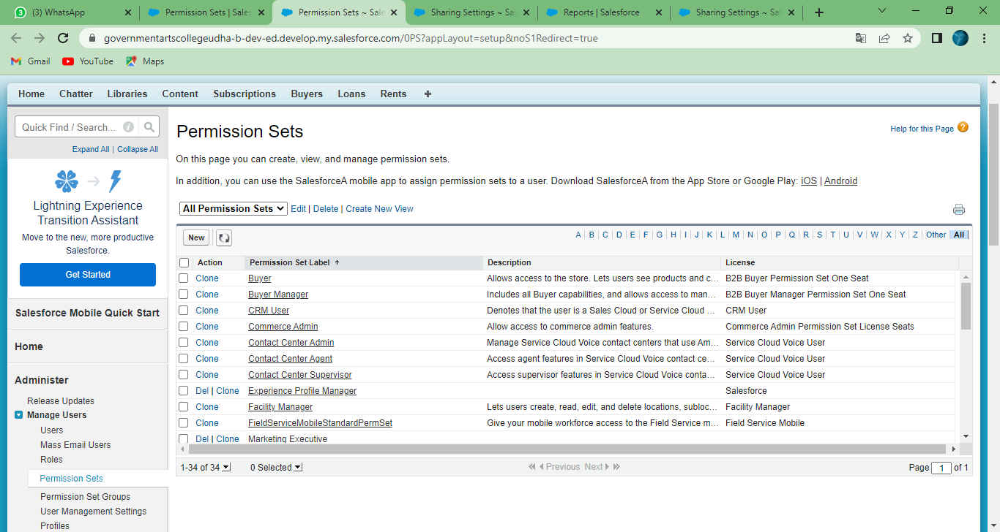 (3) WhatsApp
Permission Sets | Sales
Permission Sets ~ Sale
Sharing Settings ~ Sal
Reports | Salesforce
Sharing Settings ~ Sal
governmentartscollegeudha-b-dev-ed.develop.my.salesforce.com/0PS?appLayout=setup&noS1Redirect=true
Gmail YouTube Maps
Home Chatter Libraries Content Subscriptions Buyers Loans Rents +
Quick Find / Search...
Expand All | Collapse All
Lightning Experience
Transition Assistant
Move to the new, more productive
Salesforce.
Get Started
Salesforce Mobile Quick Start
Home
Administer
Release Updates
Manage Users
Users
Mass Email Users
Roles
Permission Sets
Permission Set Groups
User Management Settings
Profiles
Permission Sets
Help for this Page ?
On this page you can create, view, and manage permission sets.
In addition, you can use the SalesforceA mobile app to assign permission sets to a user. Download SalesforceA from the App Store or Google Play: iOS | Android
All Permission Sets Edit | Delete | Create New View
New
A | B | C | D | E | F | G | H | I | J | K | L | M | N | O | P | Q | R | S | T | U | V | W | X | Y | Z | Other | All
Action Permission Set Label Description License
Clone Buyer Allows access to the store. Lets users see products and c... B2B Buyer Permission Set One Seat
Clone Buyer Manager Includes all Buyer capabilities, and allows access to man... B2B Buyer Manager Permission Set One Seat
Clone CRM User Denotes that the user is a Sales Cloud or Service Cloud ... CRM User
Clone Commerce Admin Allow access to commerce admin features. Commerce Admin Permission Set License Seats
Clone Contact Center Admin Manage Service Cloud Voice contact centers that use Am... Service Cloud Voice User
Clone Contact Center Agent Access agent features in Service Cloud Voice contact ce... Service Cloud Voice User
Clone Contact Center Supervisor Access supervisor features in Service Cloud Voice conta... Service Cloud Voice User
Del | Clone Experience Profile Manager Salesforce
Clone Facility Manager Lets users create, read, edit, and delete locations, subloc... Facility Manager
Clone FieldServiceMobileStandardPermSet Give your mobile workforce access to the Field Service m... Field Service Mobile
Del | Clone Marketing Executive
1-34 of 34 0 Selected Previous Next Page 1 of 1